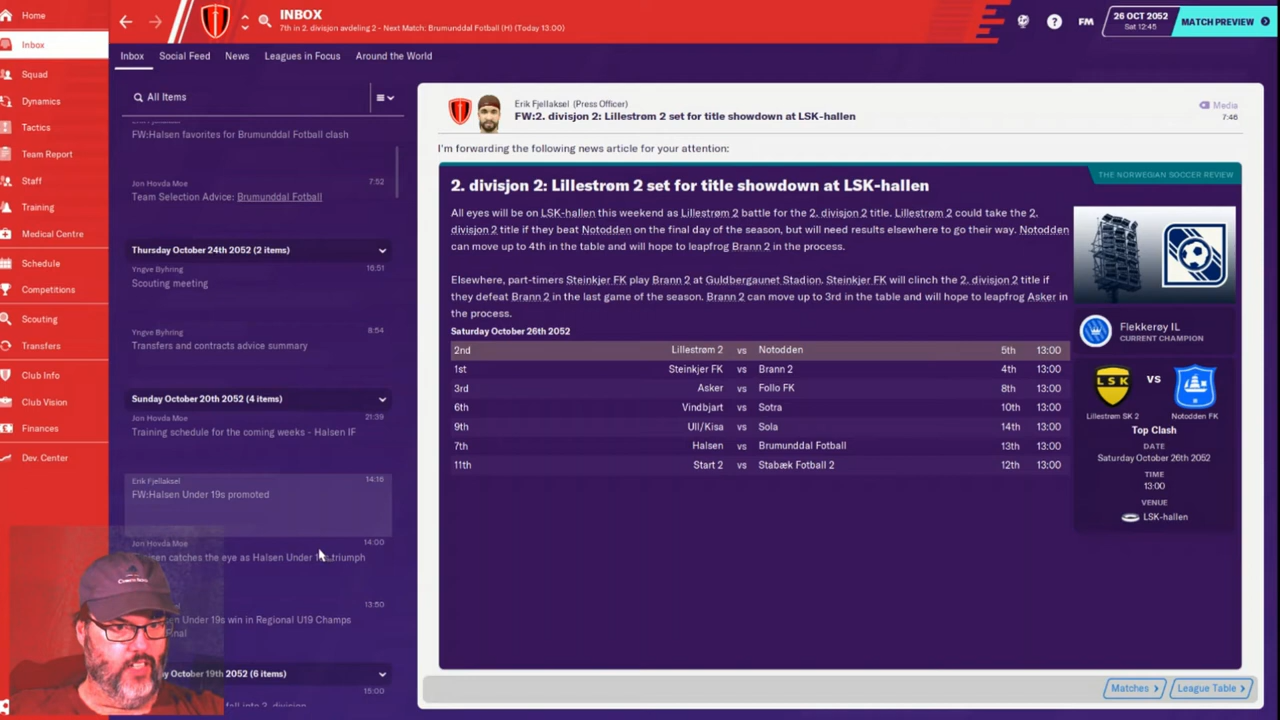 Home
Inbox
Squad
Dynamics
Tactics
Team Report
Staff
Training
Medical Centre
Schedule
Competitions
Scouting
Transfers
Club Info
Club Vision
Finances
Dev. Center
INBOX
7th in 2. divisjon avdeling 2 - Next Match: Brumunddal Fotball (H) (Today 13:00)
?
FM
26 OCT 2052
Sat 12:45
MATCH PREVIEW
Inbox
Social Feed
News
Leagues in Focus
Around the World
All Items
FW:Halsen favorites for Brumunddal Fotball clash
Jon Hovda Moe
7:52
Team Selection Advice: Brumunddal Fotball
Thursday October 24th 2052 (2 items)
Yngve Byhring
16:51
Scouting meeting
Yngve Byhring
8:54
Transfers and contracts advice summary
Sunday October 20th 2052 (4 items)
Jon Hovda Moe
21:39
Training schedule for the coming weeks - Halsen IF
Erik Fjellaksel
14:16
FW:Halsen Under 19s promoted
Jon Hovda Moe
14:00
catches the eye as Halsen Under triumph
13:50
Under 19s win in Regional U19 Champs
October 19th 2052 (6 items)
15:00
Erik Fjellaksel (Press Officer)
FW:2. divisjon 2: Lillestrøm 2 set for title showdown at LSK-hallen
Media
7:46
I'm forwarding the following news article for your attention:
THE NORWEGIAN SOCCER REVIEW
2. divisjon 2: Lillestrøm 2 set for title showdown at LSK-hallen
All eyes will be on LSK-hallen this weekend as Lillestrøm 2 battle for the 2. divisjon 2 title. Lillestrøm 2 could take the 2.
divisjon 2 title if they beat Notodden on the final day of the season, but will need results elsewhere to go their way. Notodden
can move up to 4th in the table and will hope to leapfrog Brann 2 in the process.
Elsewhere, part-timers Steinkjer FK play Brann 2 at Guldbergaunet Stadion. Steinkjer FK will clinch the 2. divisjon 2 title if
they defeat Brann 2 in the last game of the season. Brann 2 can move up to 3rd in the table and will hope to leapfrog Asker in
the process.
Saturday October 26th 2052
2nd Lillestrøm 2 vs Notodden 5th 13:00
1st Steinkjer FK vs Brann 2 4th 13:00
3rd Asker vs Follo FK 8th 13:00
6th Vindbjart vs Sotra 10th 13:00
9th Ull/Kisa vs Sola 14th 13:00
7th Halsen vs Brumunddal Fotball 13th 13:00
11th Start 2 vs Stabæk Fotball 2 12th 13:00
Flekkerøy IL
CURRENT CHAMPION
LSK
VS
Lillestrøm SK 2
Notodden FK
Top Clash
DATE
Saturday October 26th 2052
TIME
13:00
VENUE
LSK-hallen
Matches
League Table